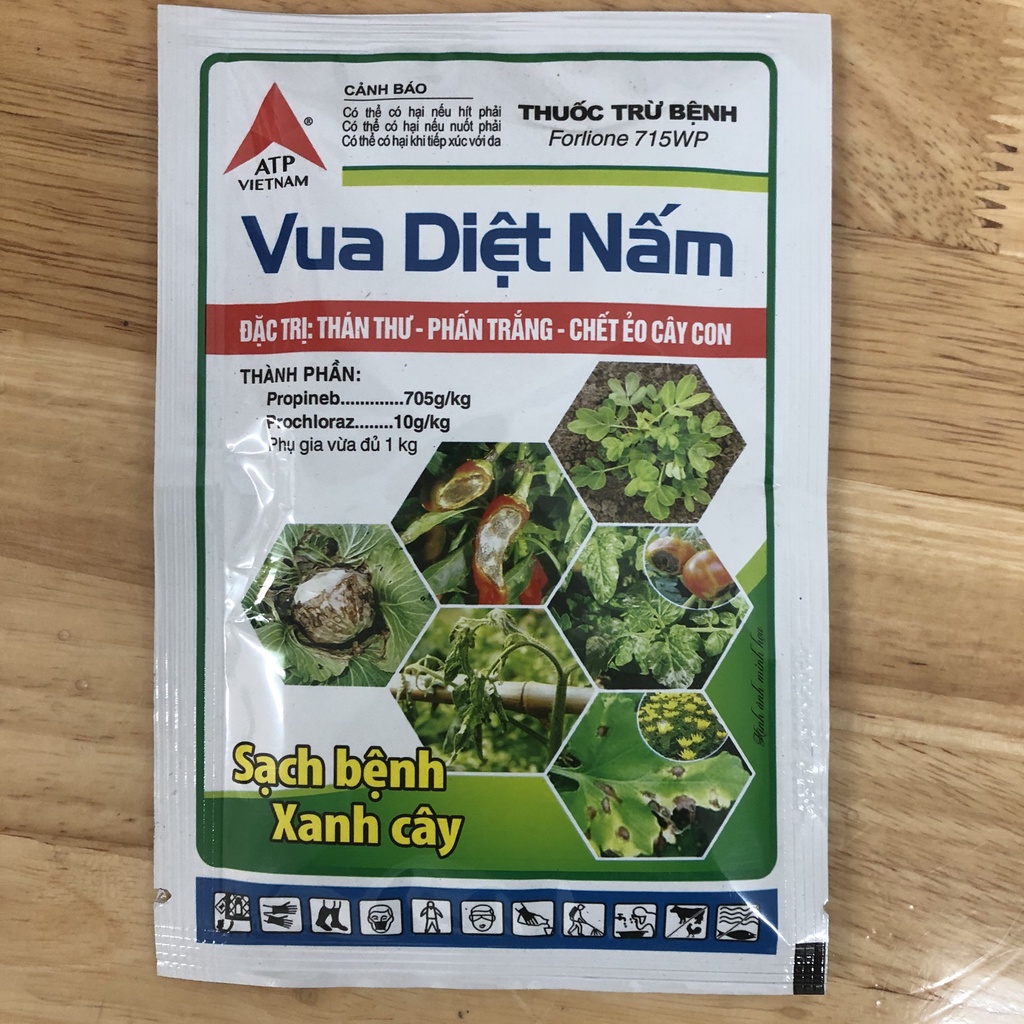 CẢNH BÁO
Có thể có hại nếu hít phải
Có thể có hại nếu nuốt phải
Có thể có hại khi tiếp xúc với da
THUỐC TRỪ BỆNH
Forlione 715WP
®
ATP
VIETNAM
Vua Diệt Nấm
ĐẶC TRỊ: THÁN THƯ - PHẤN TRẮNG - CHẾT ẺO CÂY CON
THÀNH PHẦN:
Propineb.............705g/kg
Prochloraz........10g/kg
Phụ gia vừa đủ 1 kg
Hình ảnh minh họa
Sạch bệnh
Xanh cây